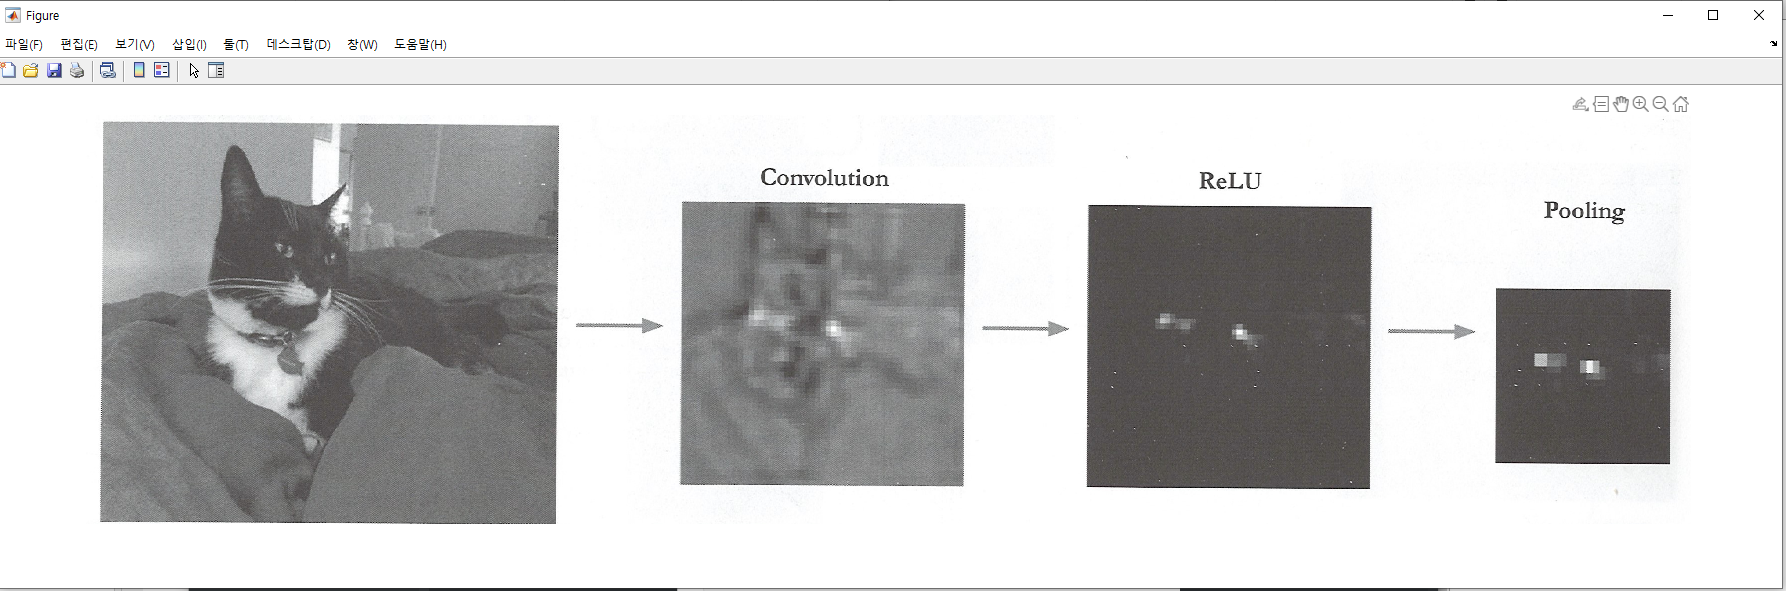 Figure
파일(F) 편집(E) 보기(V) 삽입(I) 툴(T) 데스크탑(D) 창(W) 도움말(H)
Convolution
ReLU
Pooling